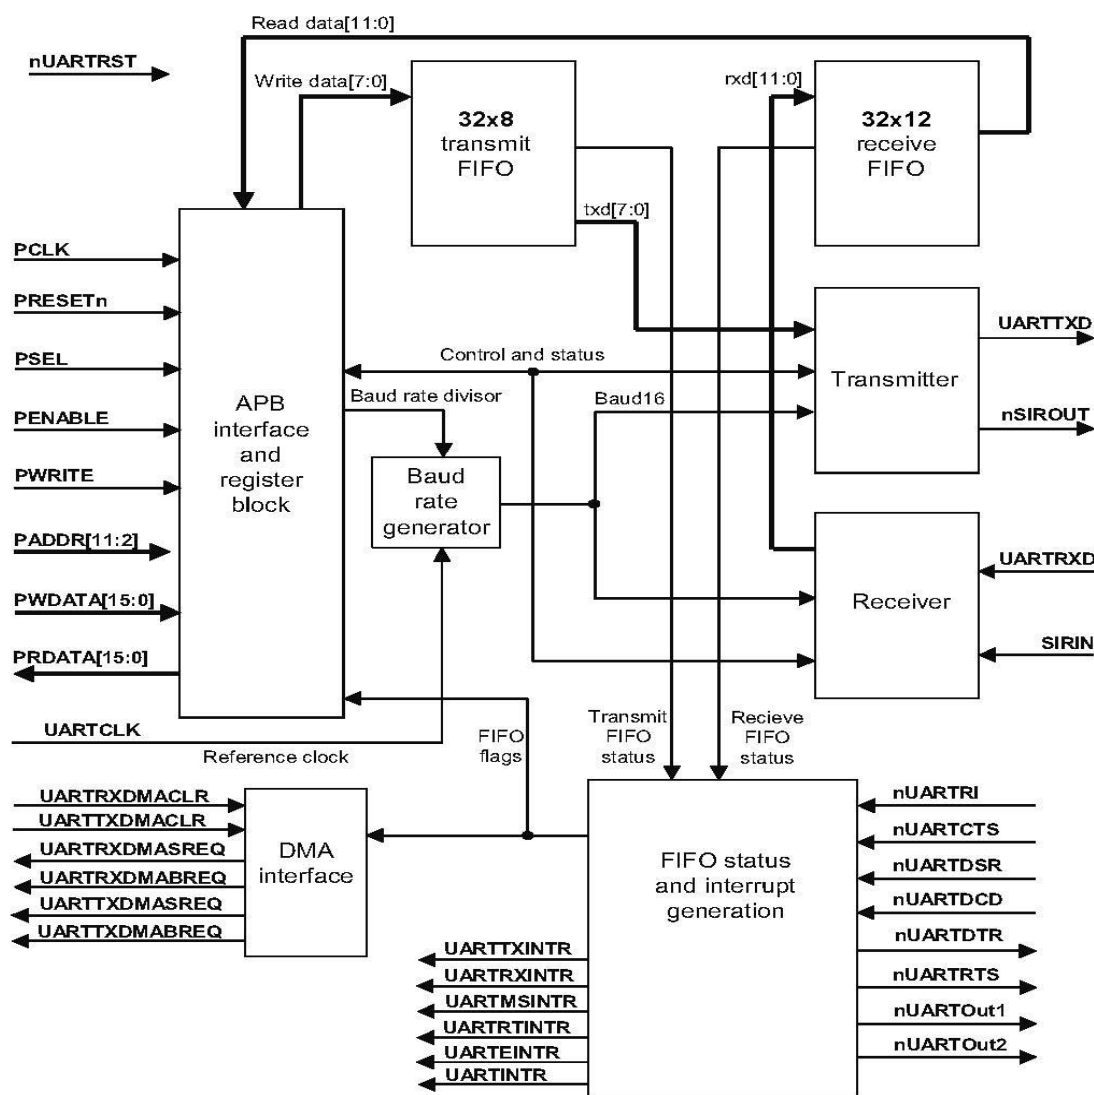 Read data[11:0]
nUARTRST
Write data[7:0]
rxd[11:0]
32x8
transmit
FIFO
32x12
receive
FIFO
txd[7:0]
PCLK
PRESETn
PSEL
PENABLE
PWRITE
PADDR[11:2]
PWDATA[15:0]
PRDATA[15:0]
APB
interface
and
register
block
Control and status
Baud rate divisor
Baud16
Baud
rate
generator
Transmitter
UARTTXD
nSIROUT
Receiver
UARTRXD
SIRIN
UARTCLK
Reference clock
FIFO
flags
Transmit
FIFO
status
Recieve
FIFO
status
UARTRXDMACLR
UARTTXDMACLR
UARTRXDMASREQ
UARTRXDMABREQ
UARTTXDMASREQ
UARTTXDMABREQ
DMA
interface
FIFO status
and interrupt
generation
nUARTRI
nUARTCTS
nUARTDSR
nUARTDCD
nUARTDTR
nUARTRTS
nUARTOut1
nUARTOut2
UARTTXINTR
UARTRXINTR
UARTMSINTR
UARTRTINTR
UARTEINTR
UARTINTR